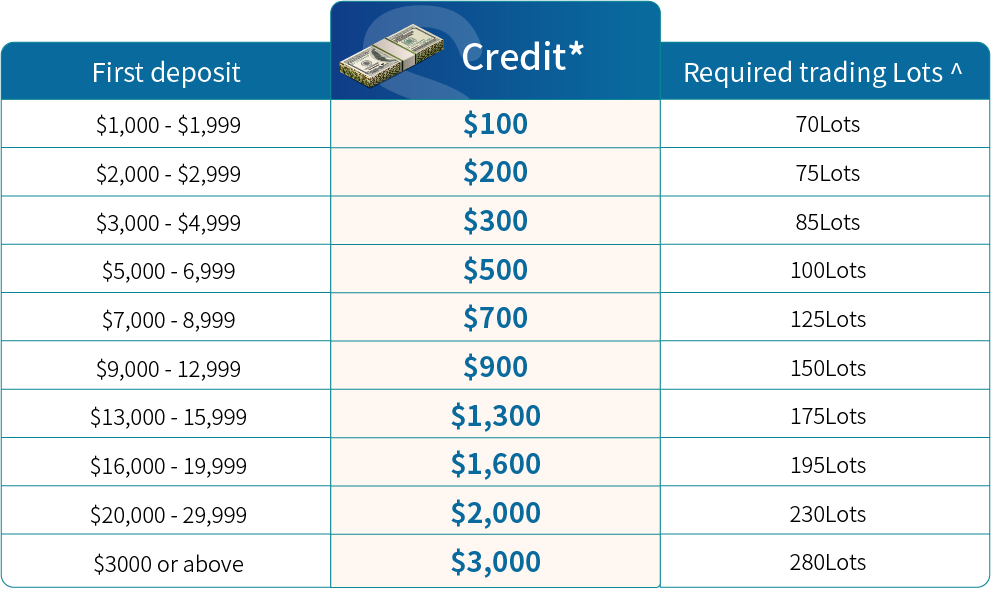 First deposit Credit* Required trading Lots ^
$1,000 - $1,999 $100 70Lots
$2,000 - $2,999 $200 75Lots
$3,000 - $4,999 $300 85Lots
$5,000 - 6,999 $500 100Lots
$7,000 - 8,999 $700 125Lots
$9,000 - 12,999 $900 150Lots
$13,000 - 15,999 $1,300 175Lots
$16,000 - 19,999 $1,600 195Lots
$20,000 - 29,999 $2,000 230Lots
$3000 or above $3,000 280Lots